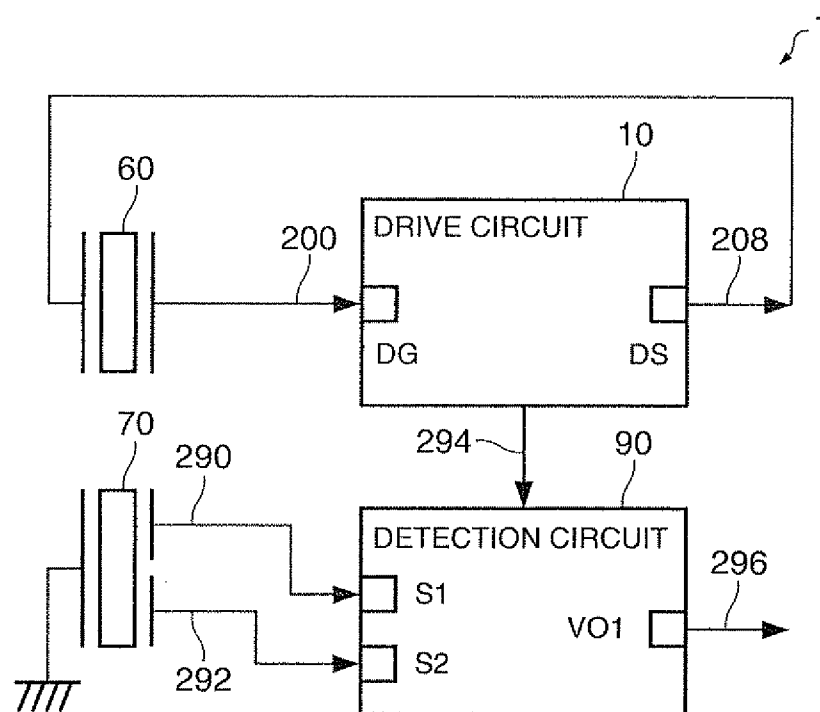 10
60
DRIVE CIRCUIT
200
208
DG
DS
70
290
294
90
DETECTION CIRCUIT
296
S1
VO1
S2
292